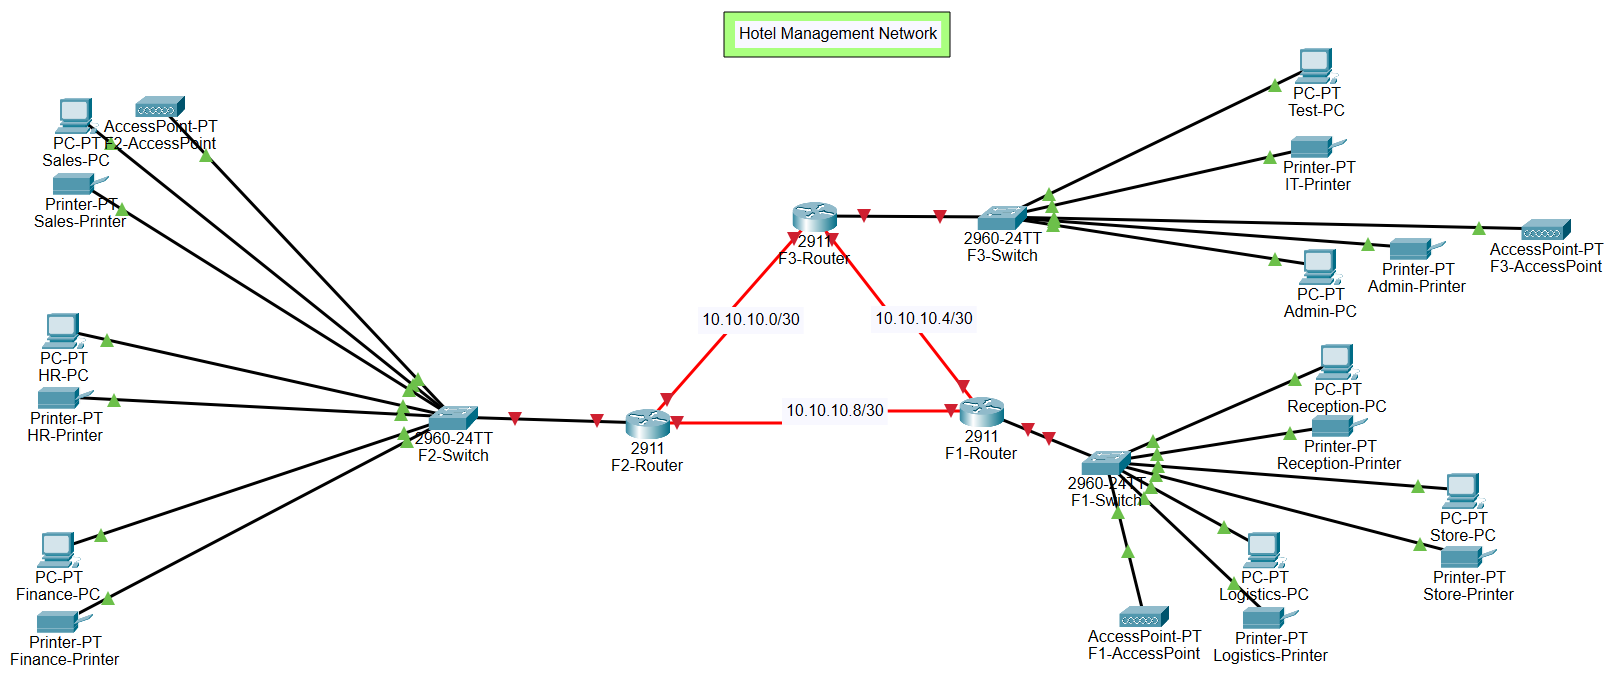 Hotel Management Network
PC-PT
Sales-PC
AccessPoint-PT
F2-AccessPoint
Printer-PT
Sales-Printer
PC-PT
HR-PC
Printer-PT
HR-Printer
PC-PT
Finance-PC
Printer-PT
Finance-Printer
2960-24TT
F2-Switch
2911
F2-Router
10.10.10.0/30
2911
F3-Router
10.10.10.4/30
10.10.10.8/30
2911
F1-Router
2960-24TT
F3-Switch
PC-PT
Test-PC
Printer-PT
IT-Printer
AccessPoint-PT
F3-AccessPoint
Printer-PT
Admin-Printer
PC-PT
Admin-PC
2960-24TT
F1-Switch
PC-PT
Reception-PC
Printer-PT
Reception-Printer
PC-PT
Store-PC
Printer-PT
Store-Printer
PC-PT
Logistics-PC
Printer-PT
Logistics-Printer
AccessPoint-PT
F1-AccessPoint